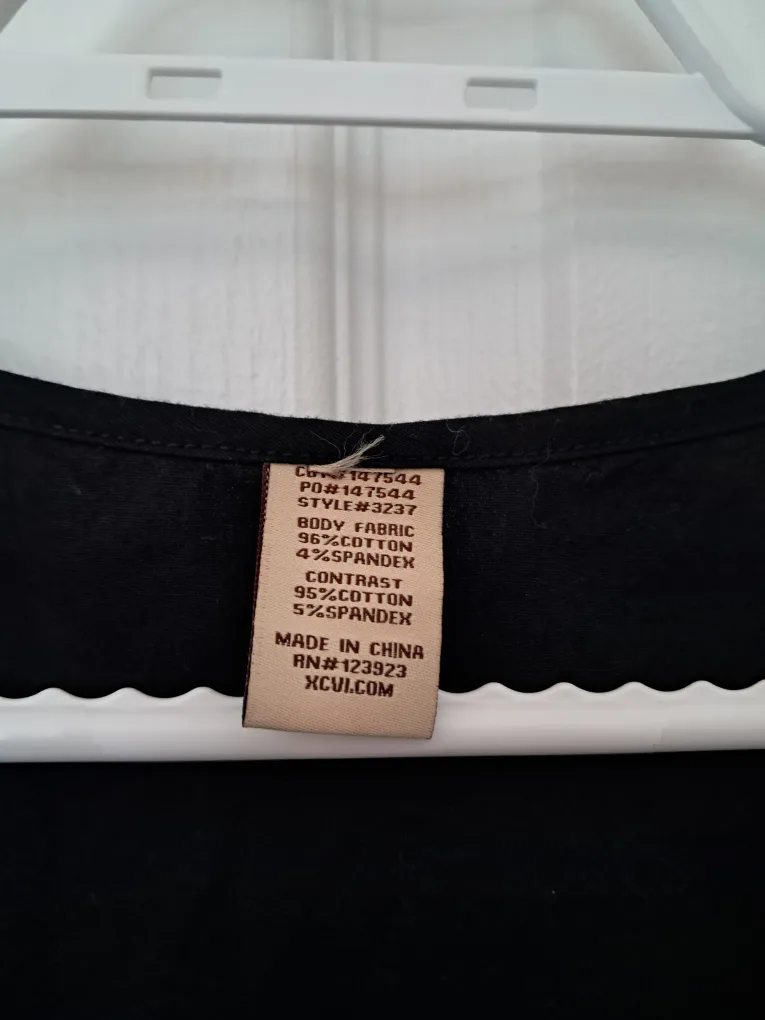 147544
PO#147544
STYLE#3237
BODY FABRIC
96%COTTON
4%SPANDEX
CONTRAST
95%COTTON
5%SPANDEX
MADE IN CHINA
RN#123923
XCVI.COM